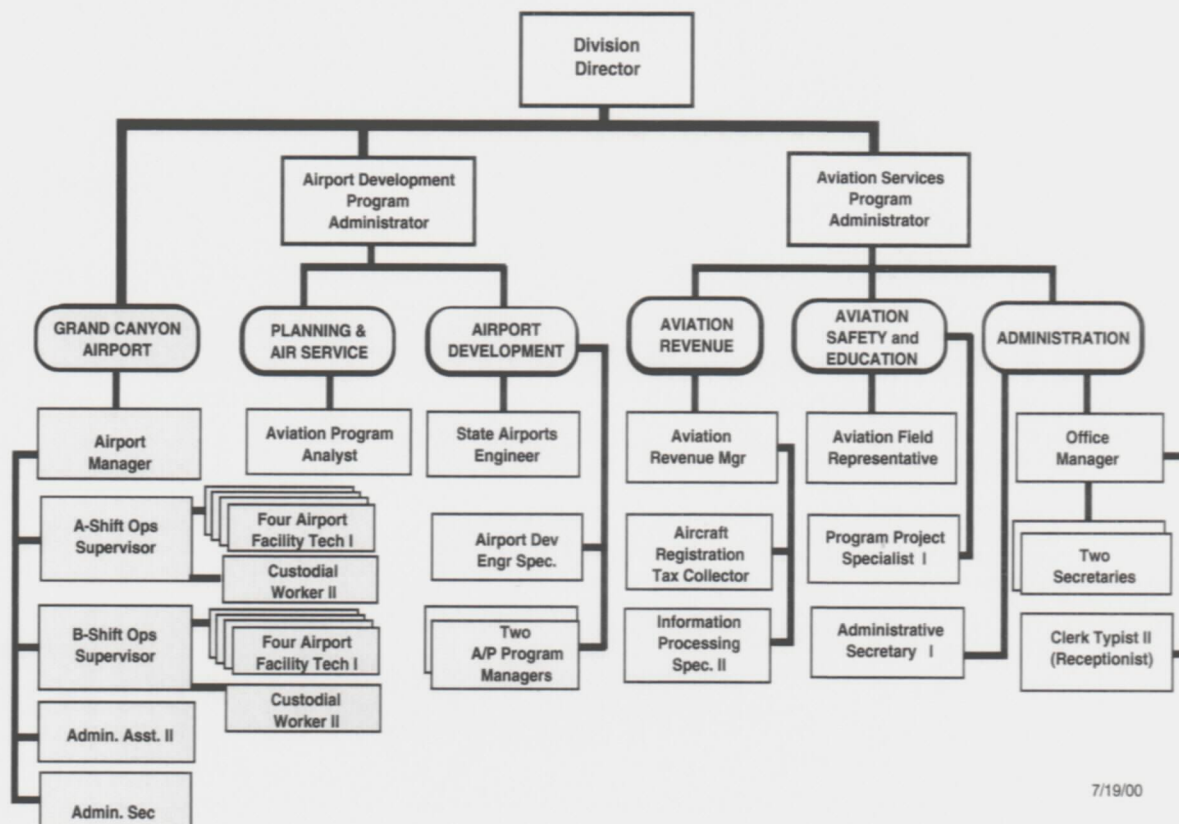 Division
Director
Airport Development
Program
Administrator
Aviation Services
Program
Administrator
GRAND CANYON
AIRPORT
PLANNING &
AIR SERVICE
AIRPORT
DEVELOPMENT
AVIATION
REVENUE
AVIATION
SAFETY and
EDUCATION
ADMINISTRATION
Airport
Manager
Aviation Program
Analyst
State Airports
Engineer
Aviation
Revenue Mgr
Aviation Field
Representative
Office
Manager
A-Shift Ops
Supervisor
Four Airport
Facility Tech I
Custodial
Worker II
Airport Dev
Engr Spec.
Aircraft
Registration
Tax Collector
Program Project
Specialist I
Two
Secretaries
B-Shift Ops
Supervisor
Four Airport
Facility Tech I
Custodial
Worker II
Two
A/P Program
Managers
Information
Processing
Spec. II
Administrative
Secretary I
Clerk Typist II
(Receptionist)
Admin. Asst. II
Admin. Sec
7/19/00